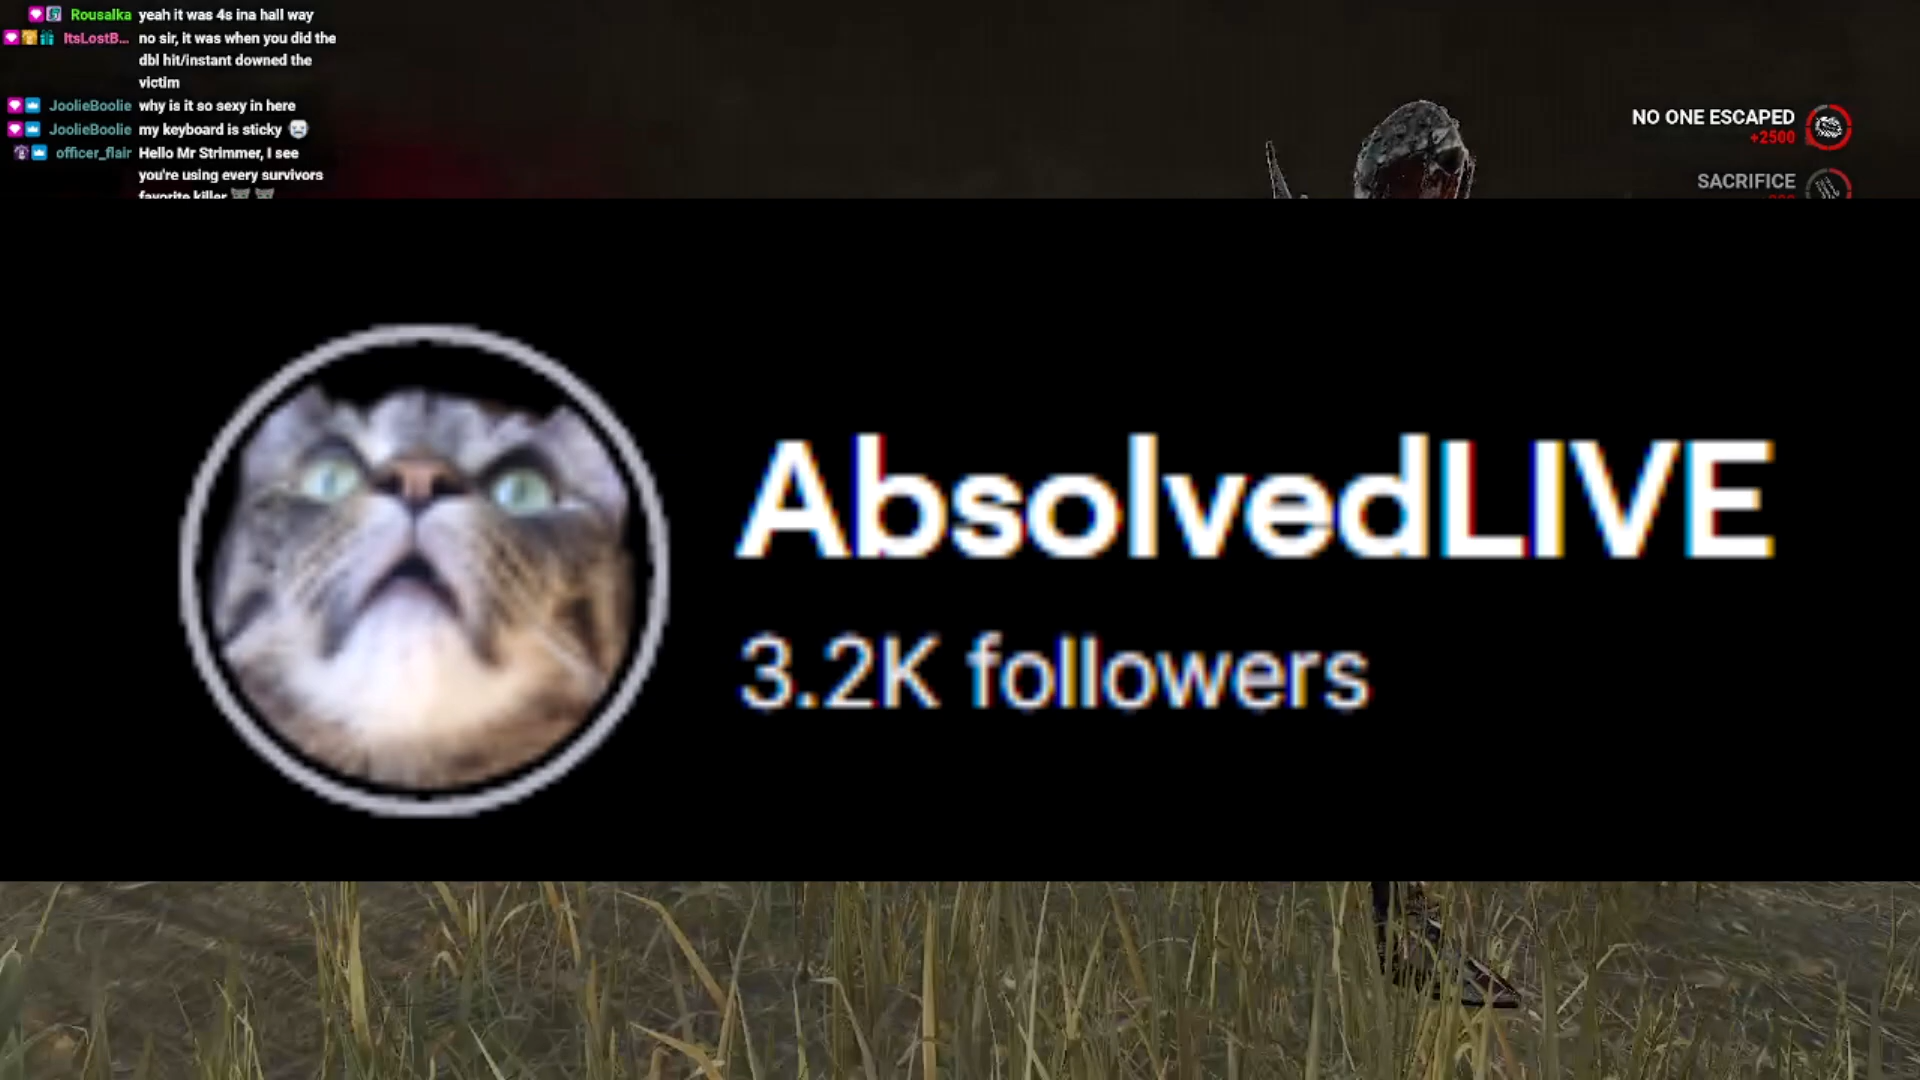 Rousalka yeah it was 4s ina hall way
ItsLostB... no sir, it was when you did the
dbl hit/instant downed the
victim
JoolieBoolie why is it so sexy in here
JoolieBoolie my keyboard is sticky
officer_flair Hello Mr Strimmer, I see
you're using every survivors
favorite killer
NO ONE ESCAPED
+2500
SACRIFICE
AbsolvedLIVE
3.2K followers